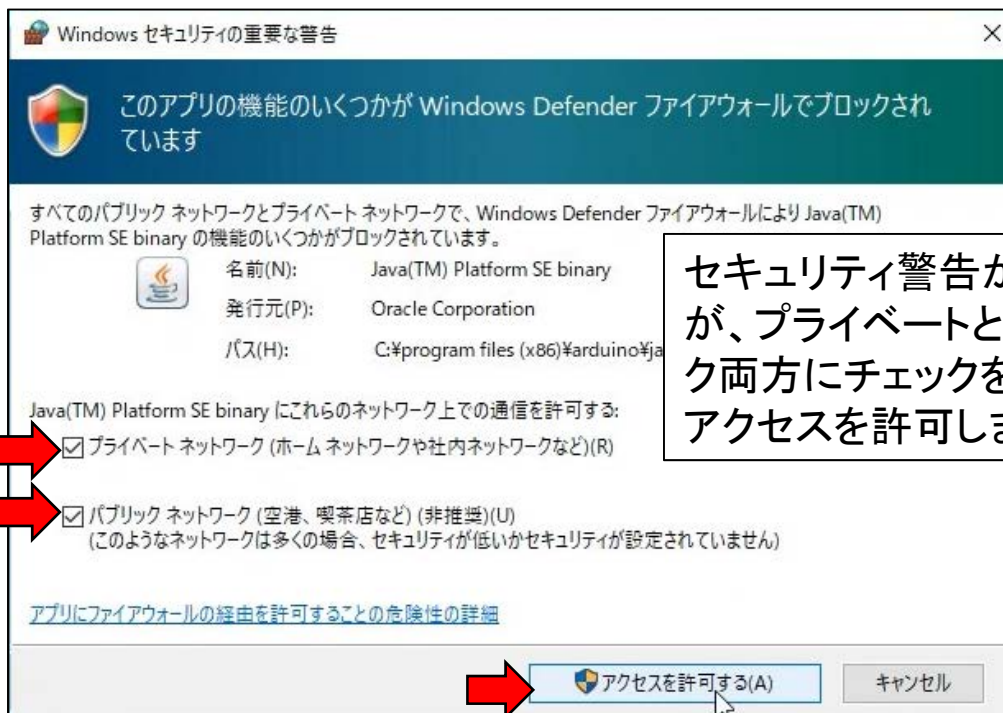 Windows セキュリティの重要な警告
このアプリの機能のいくつかが Windows Defender ファイアウォールでブロックされ
ています
すべてのパブリック ネットワークとプライベート ネットワークで、Windows Defender ファイアウォールにより Java(TM)
Platform SE binary の機能のいくつかがブロックされています。
名前(N): Java(TM) Platform SE binary
発行元(P): Oracle Corporation
パス(H): C:¥program files (x86)¥arduino¥ja
セキュリティ警告が
が、プライベートと
ク両方にチェックを
アクセスを許可しま
Java(TM) Platform SE binary にこれらのネットワーク上での通信を許可する:
プライベート ネットワーク (ホーム ネットワークや社内ネットワークなど)(R)
パブリック ネットワーク (空港、喫茶店など) (非推奨)(U)
(このようなネットワークは多くの場合、セキュリティが低いかセキュリティが設定されていません)
アプリにファイアウォールの経由を許可することの危険性の詳細
アクセスを許可する(A)
キャンセル